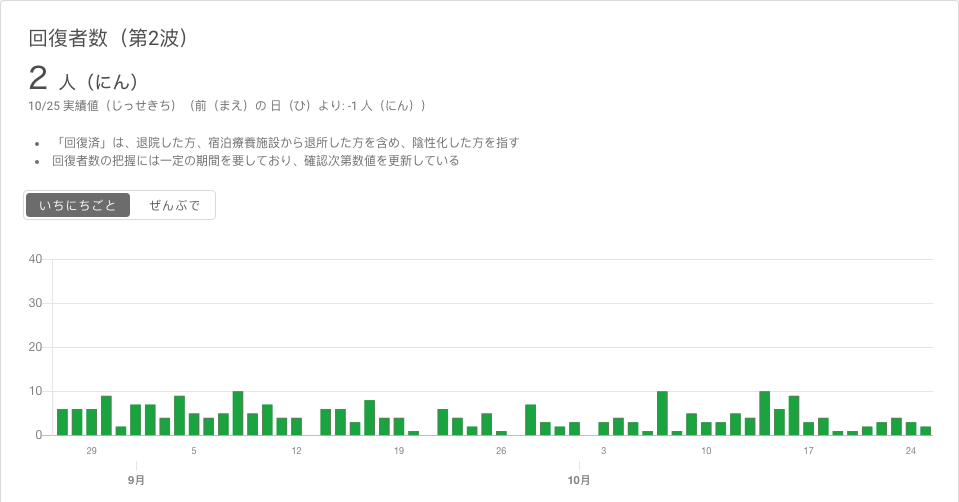 回復者数（第2波）
2 人（にん）
10/25 実績値（じっせきち）（前（まえ）の 日（ひ）より: -1 人（にん））
• 「回復済」は、退院した方、宿泊療養施設から退所した方を含め、陰性化した方を指す
• 回復者数の把握には一定の期間を要しており、確認次第数値を更新している
いちにちごと ぜんぶで
40
30
20
10
0
29 5 12 19 26 3 10 17 24
9月 10月